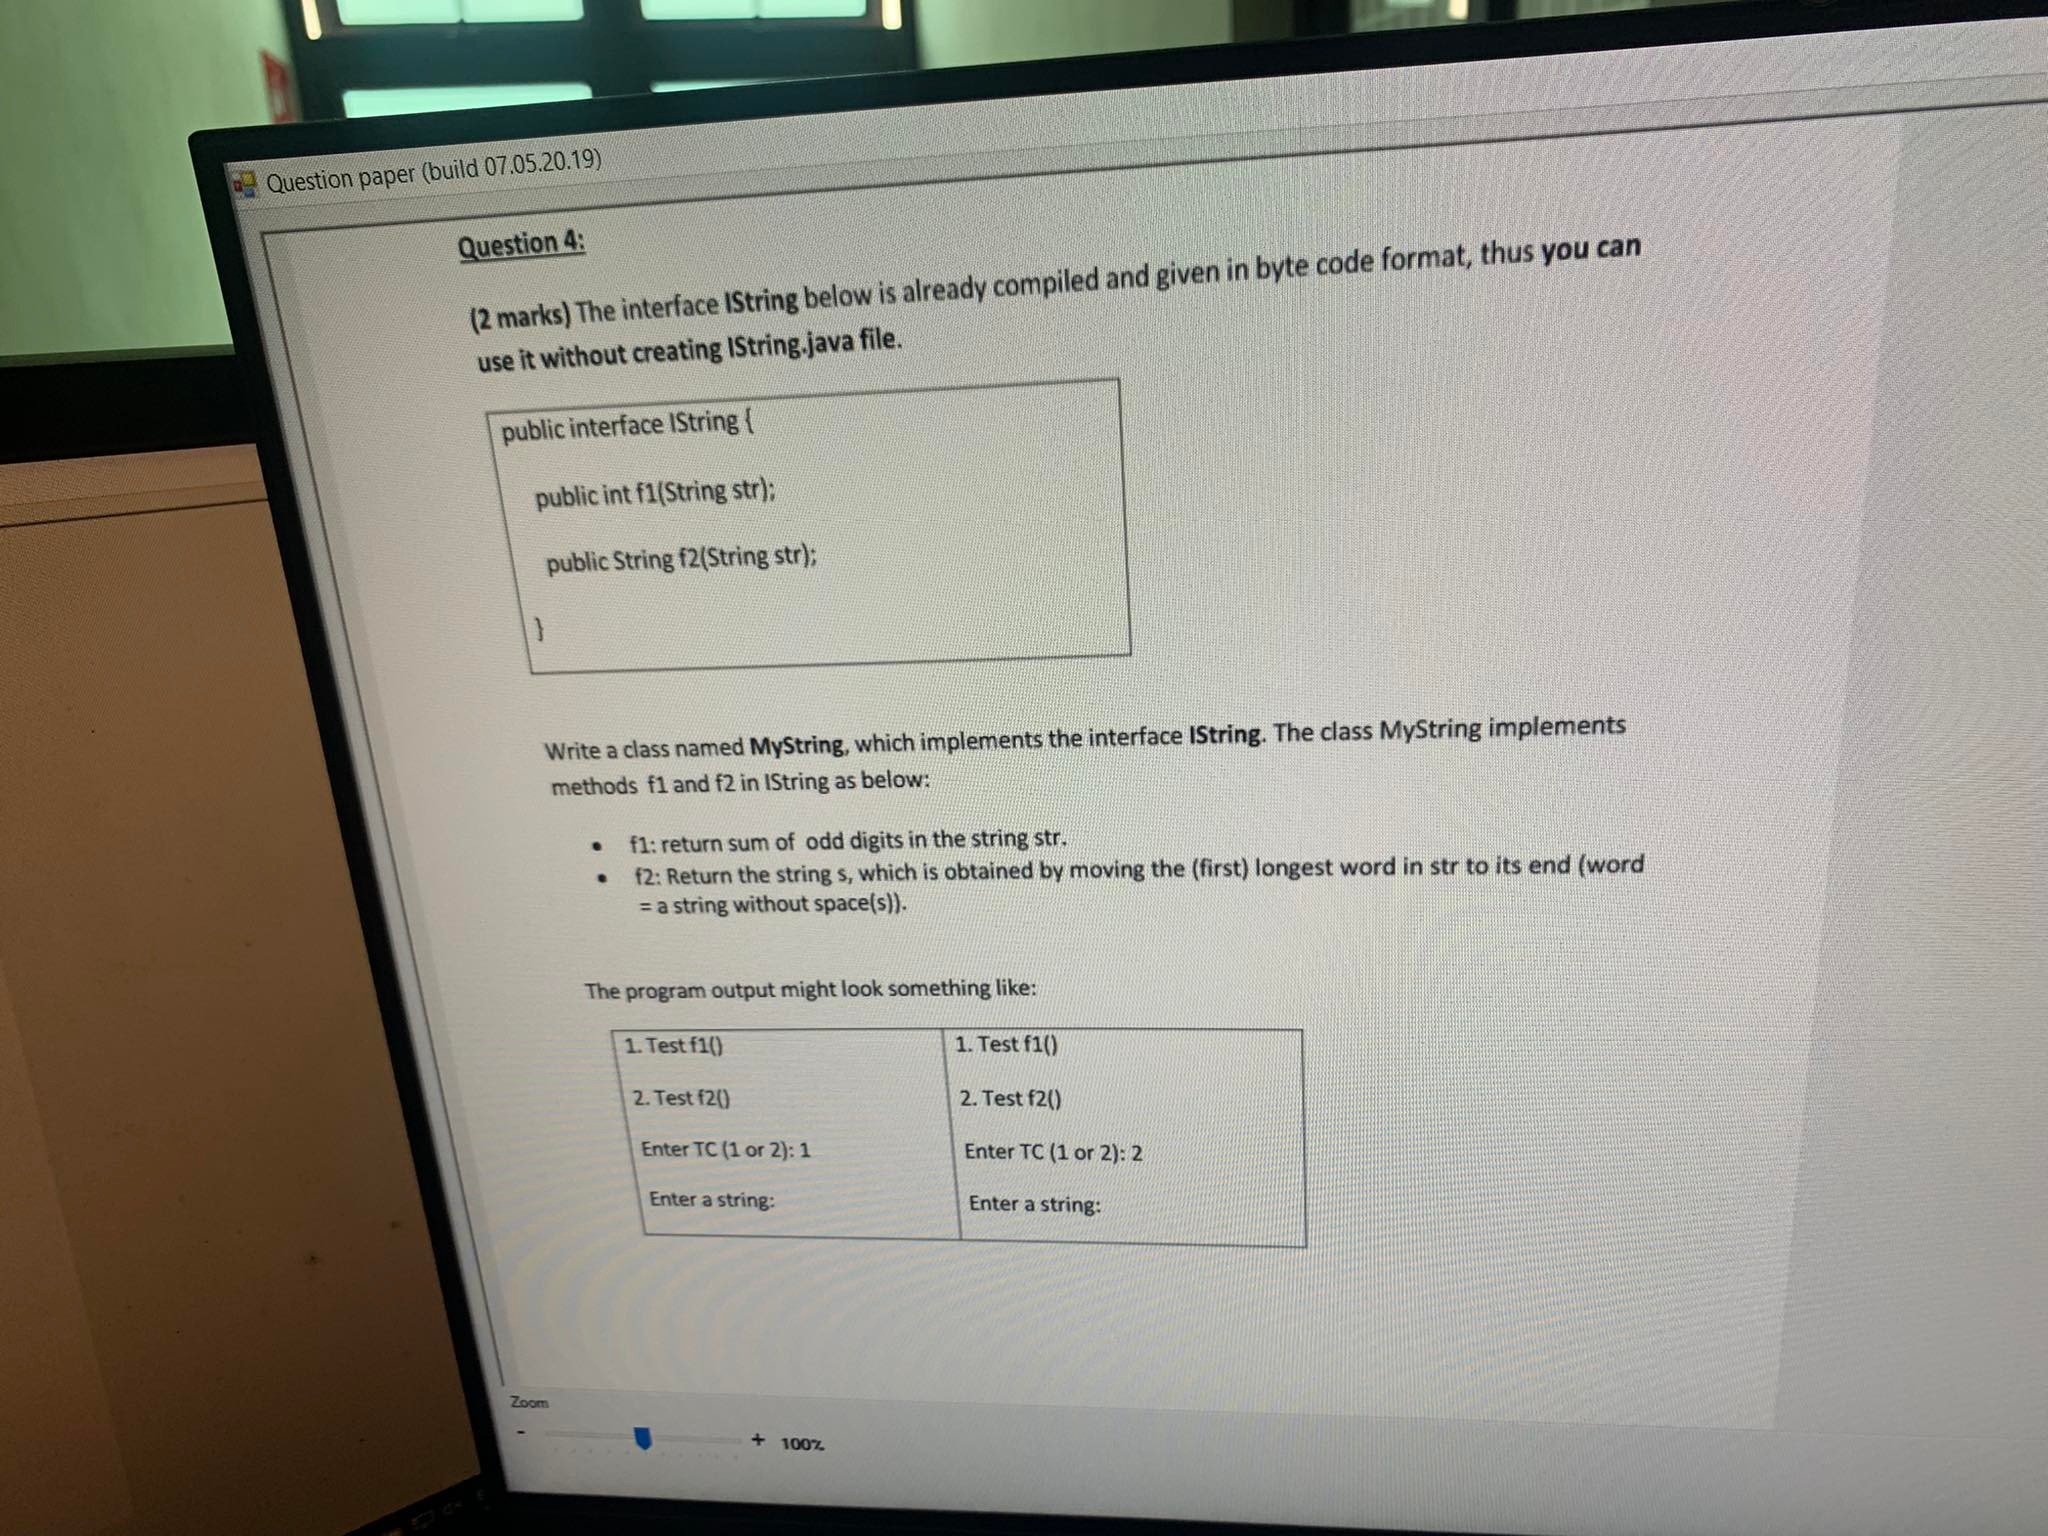 Question paper (build 07.05.20.19)
Question 4:
(2 marks) The interface IString below is already compiled and given in byte code format, thus you can
use it without creating IString.java file.
public interface IString {
public int f1(String str);
public String f2(String str);
}
Write a class named MyString, which implements the interface IString. The class MyString implements
methods f1 and f2 in IString as below:
• f1: return sum of odd digits in the string str.
• f2: Return the string s, which is obtained by moving the (first) longest word in str to its end (word
= a string without space(s)).
The program output might look something like:
1. Test f1()
2. Test f2()
Enter TC (1 or 2): 1
Enter a string:
1. Test f1()
2. Test f2()
Enter TC (1 or 2): 2
Enter a string:
Zoom
- + 100%